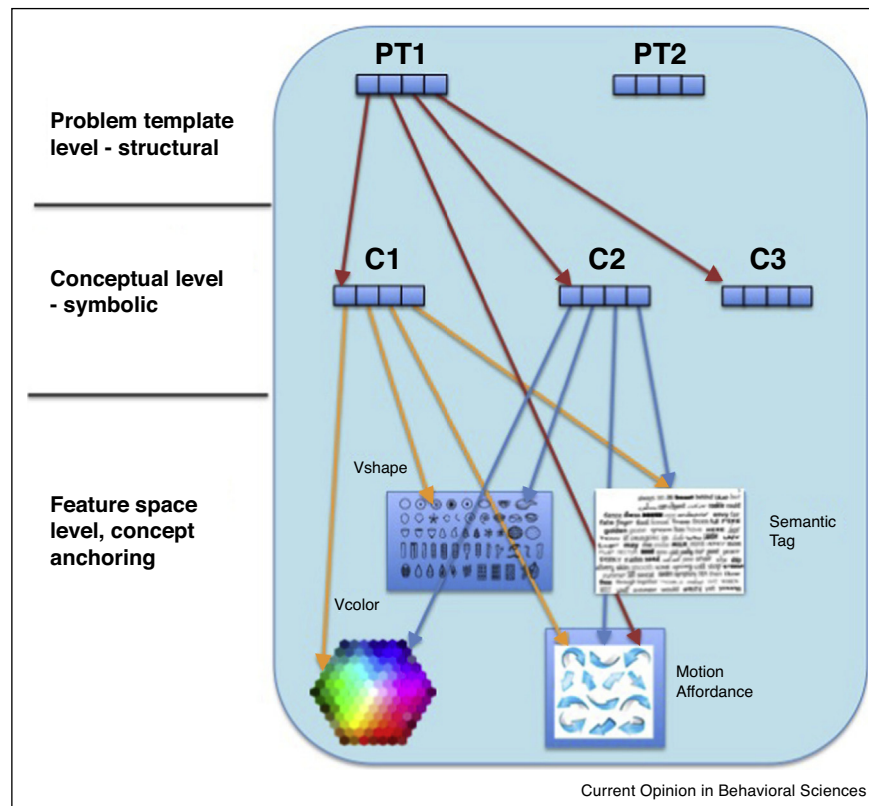 PT1
PT2
Problem template
level - structural
C1
C2
C3
Conceptual level
- symbolic
Vshape
Feature space
level, concept
anchoring
Semantic
Tag
Vcolor
Motion
Affordance
Current Opinion in Behavioral Sciences